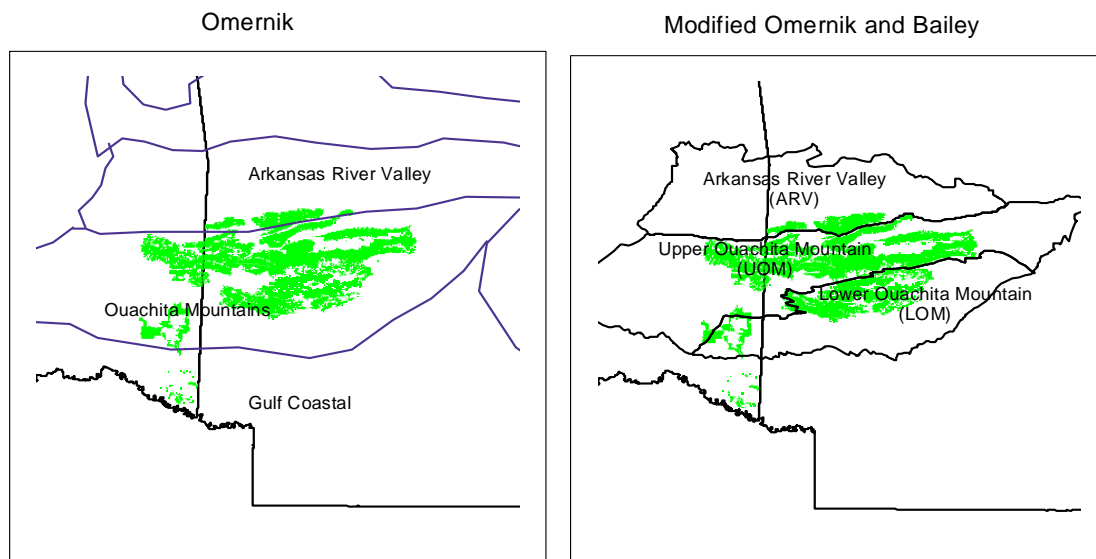 Omernik
Modified Omernik and Bailey
Arkansas River Valley
Ouachita Mountains
Gulf Coastal
Arkansas River Valley
(ARV)
Upper Ouachita Mountain
(UOM)
Lower Ouachita Mountain
(LOM)